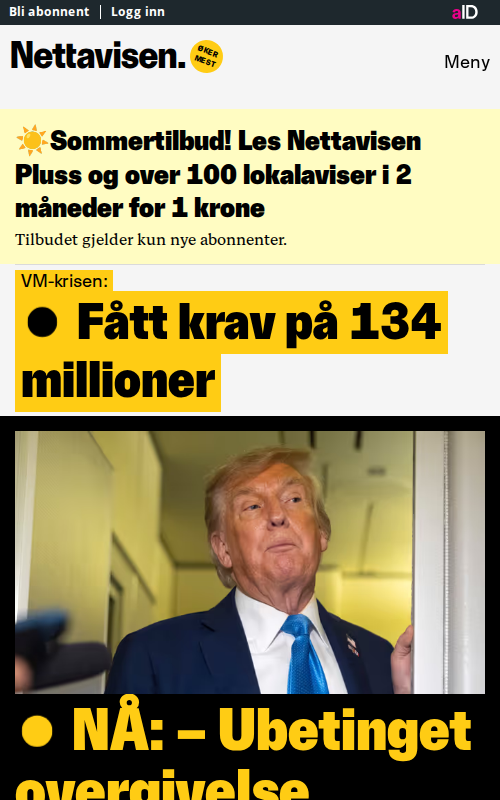 Bli abonnent | Logg inn
aID
Nettavisen.
ØKER
MEST
Meny
☀️Sommertilbud! Les Nettavisen
Pluss og over 100 lokalaviser i 2
måneder for 1 krone
Tilbudet gjelder kun nye abonnenter.
VM-krisen:
● Fått krav på 134
millioner
● NÅ: – Ubetinget
overgivelse